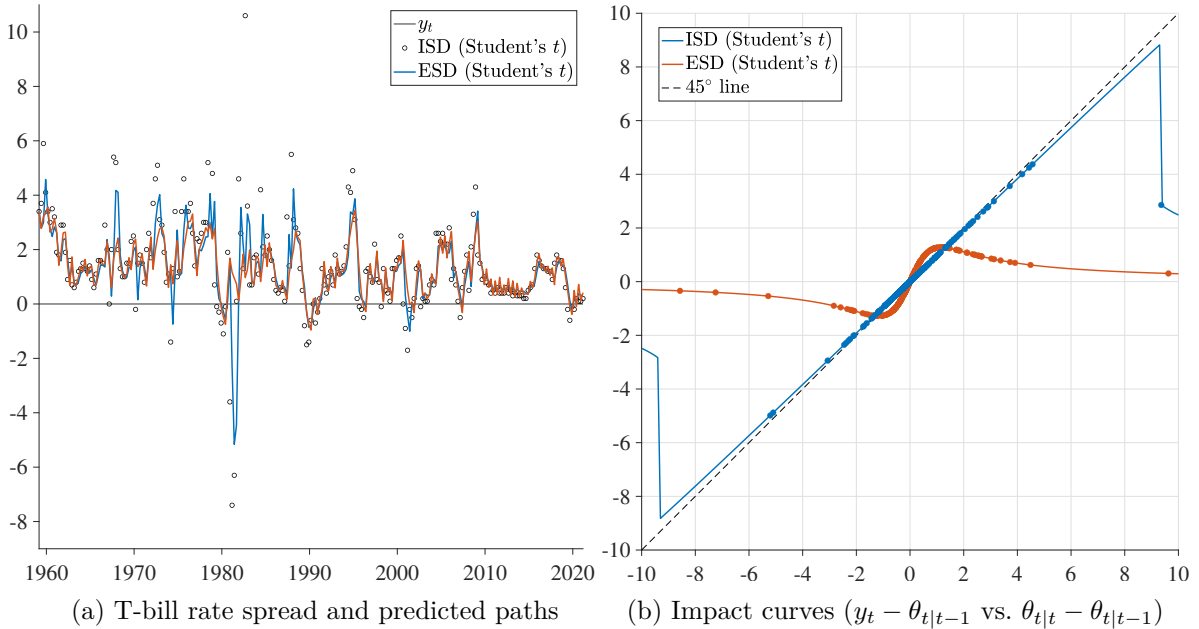 10
8
6
4
2
0
-2
-4
-6
-8
1960 1970 1980 1990 2000 2010 2020
y_t
ISD (Student's t)
ESD (Student's t)
(a) T-bill rate spread and predicted paths
10
8
6
4
2
0
-2
-4
-6
-8
-10
-10 -8 -6 -4 -2 0 2 4 6 8 10
ISD (Student's t)
ESD (Student's t)
45° line
(b) Impact curves (y_t − θ_{t|t−1} vs. θ_{t|t} − θ_{t|t−1})